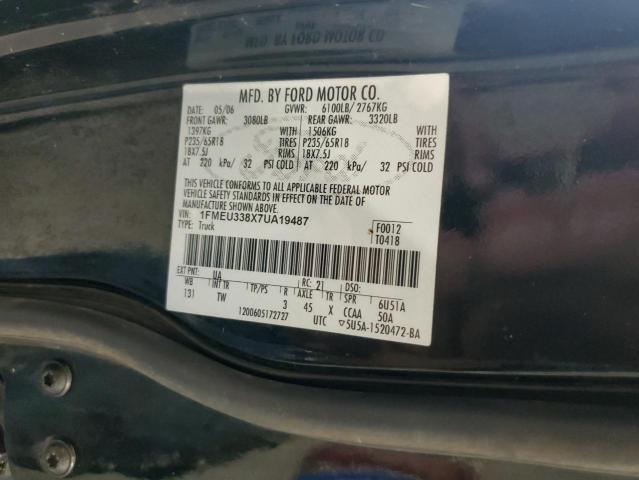 MFD. BY FORD MOTOR CO.
DATE: 05/06 GVWR: 6100LB/ 2767KG
FRONT GAWR: 3080LB REAR GAWR: 3320LB
1397KG WITH 1506KG WITH
P235/65R18 TIRES P235/65R18 TIRES
18X7.5J RIMS 18X7.5J RIMS
AT 220 kPa/ 32 PSI COLD AT 220 kPa/ 32 PSI COLD
THIS VEHICLE CONFORMS TO ALL APPLICABLE FEDERAL MOTOR
VEHICLE SAFETY STANDARDS IN EFFECT ON THE DATE OF
MANUFACTURE SHOWN ABOVE.
VIN: 1FMEU338X7UA19487 F0012
TYPE: Truck T0418
EXT PNT: UA RC: 21 DSO:
WB INT TR TP/PS R AXLE TR SPR 6U51A
131 TW 3 45 X CCAA 50A
1200605172727 UTC ▽5U5A-1520472-BA